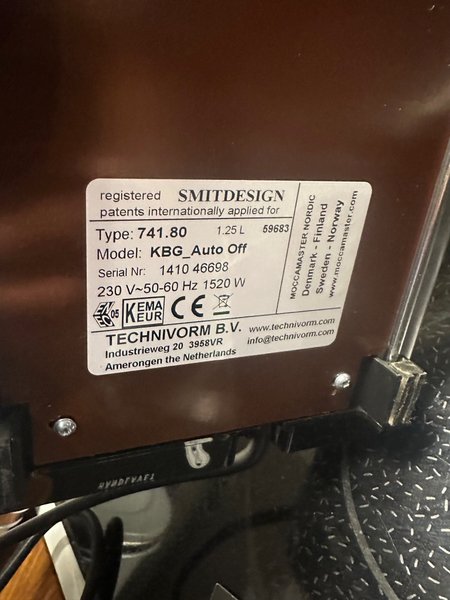 registered SMITDESIGN
patents internationally applied for
Type: 741.80 1.25 L 59683
Model: KBG_Auto Off
Serial Nr: 1410 46698
230 V~50-60 Hz 1520 W
05 KEMA EUR CE
TECHNIVORM B.V. www.technivorm.com
Industrieweg 20 3958VR info@technivorm.com
Amerongen the Netherlands
MOCCAMASTER NORDIC
Denmark - Finland
Sweden - Norway
www.moccamaster.com